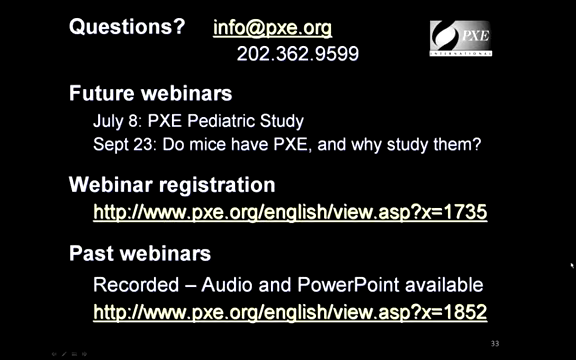 Questions? info@pxe.org
202.362.9599
PXE
INTERNATIONAL
Future webinars
July 8: PXE Pediatric Study
Sept 23: Do mice have PXE, and why study them?
Webinar registration
http://www.pxe.org/english/view.asp?x=1735
Past webinars
Recorded – Audio and PowerPoint available
http://www.pxe.org/english/view.asp?x=1852
33